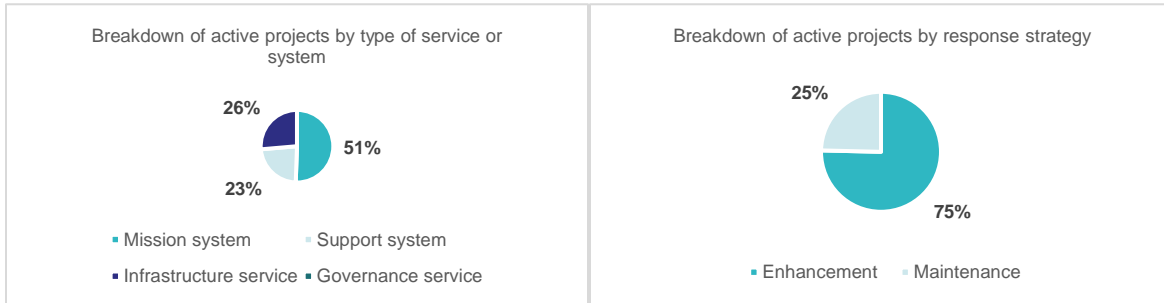 Breakdown of active projects by type of service or
system
26%
51%
23%
Mission system
Support system
Infrastructure service
Governance service
Breakdown of active projects by response strategy
25%
75%
Enhancement
Maintenance